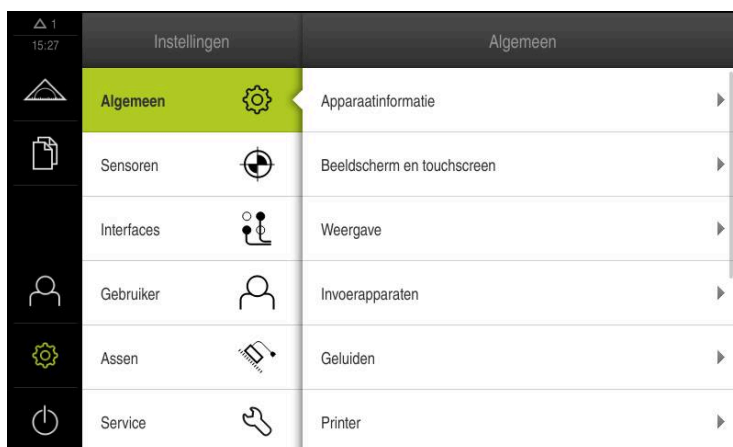 △ 1
15:27
Instellingen
Algemeen
Algemeen
Sensoren
Interfaces
Gebruiker
Assen
Service
Apparaatinformatie
Beeldscherm en touchscreen
Weergave
Invoerapparaten
Geluiden
Printer